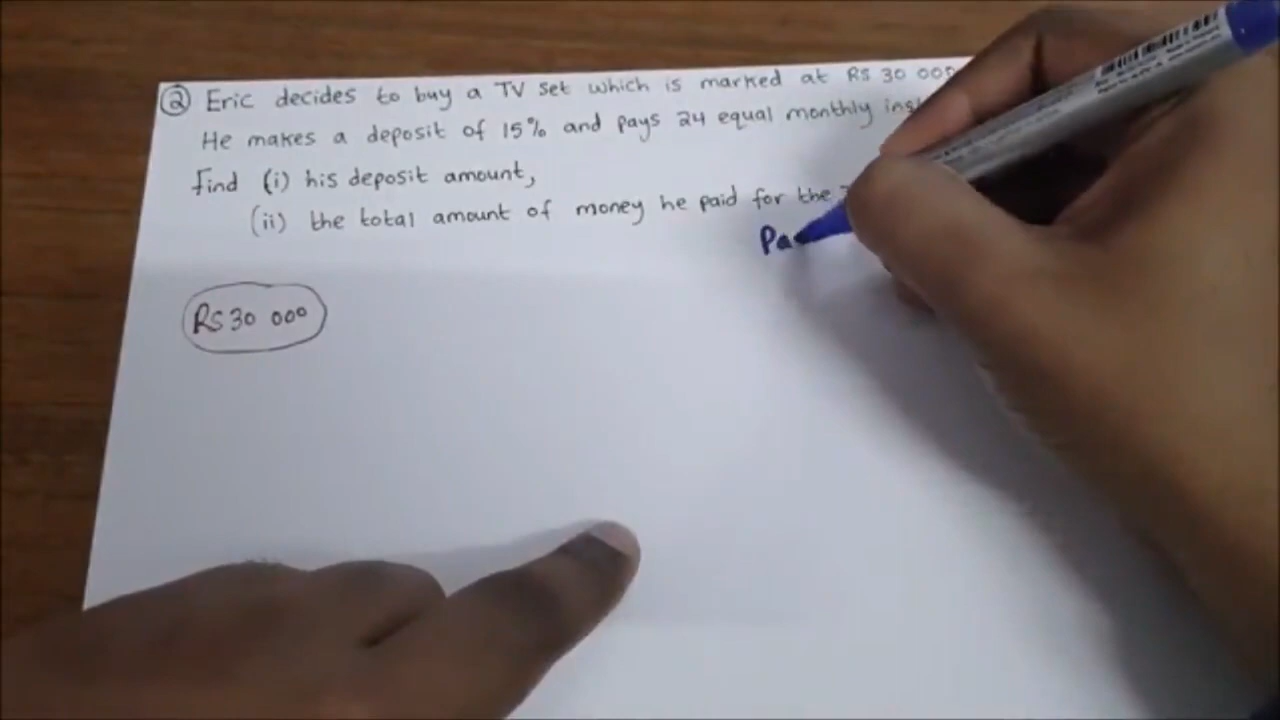 ② Eric decides to buy a TV set which is marked at Rs 30 000
He makes a deposit of 15% and pays 24 equal monthly
Find (i) his deposit amount,
(ii) the total amount of money he paid for the
Pa
Rs 30 000